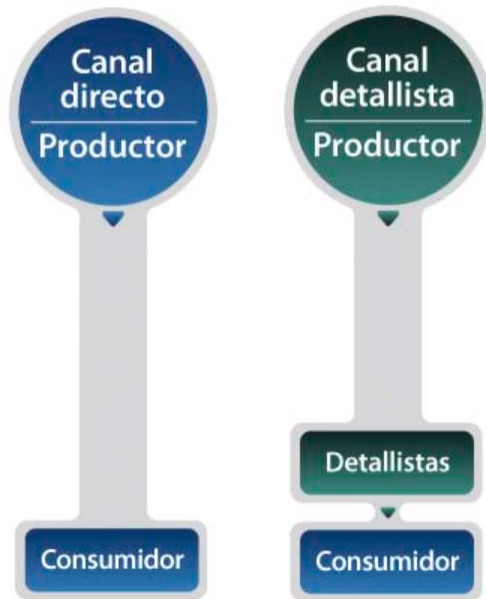 Canal
directo
Productor
Consumidor
Canal
detallista
Productor
Detallistas
Consumidor